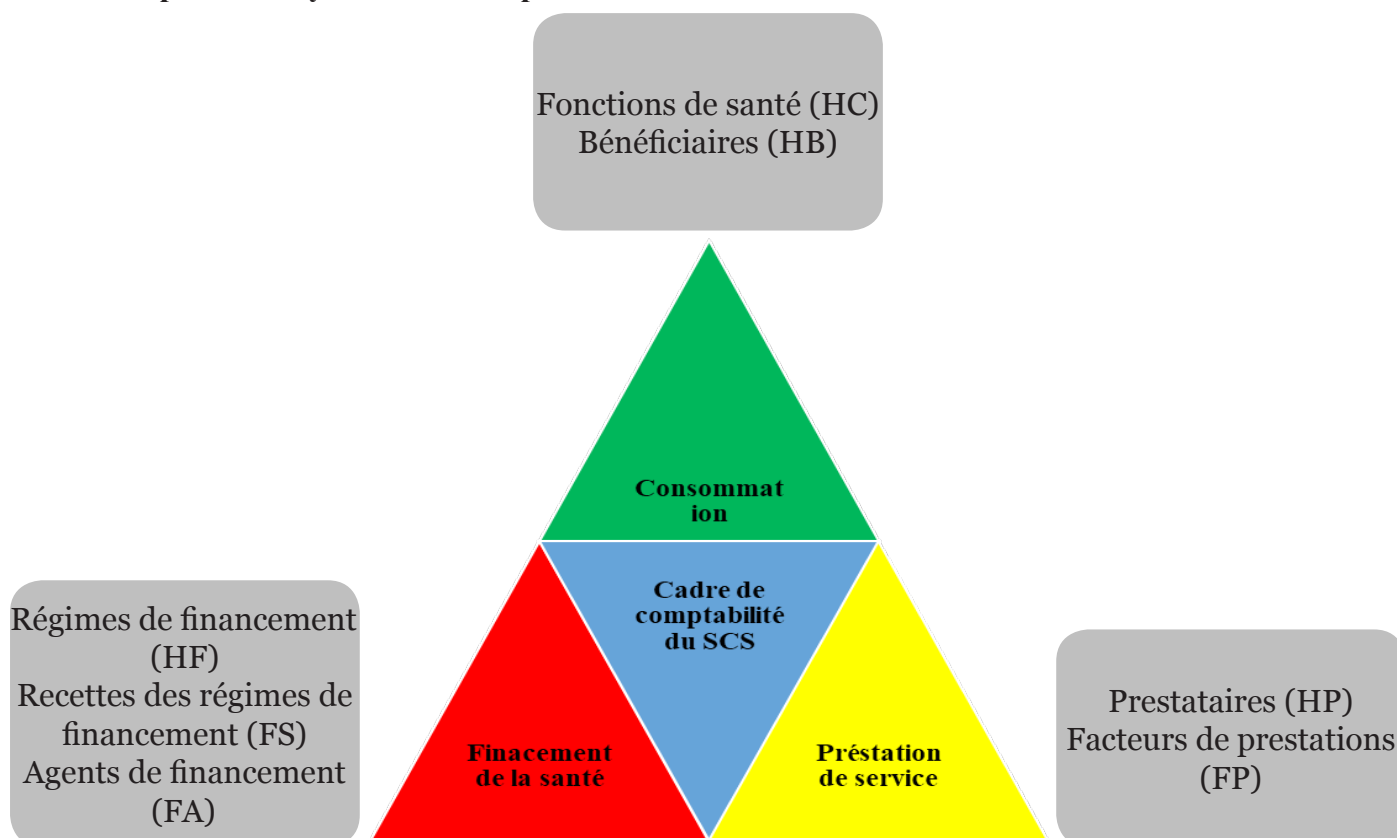 Fonctions de santé (HC)
Bénéficiaires (HB)
Consommat
ion
Cadre de
comptabilité
du SCS
Régimes de financement
(HF)
Recettes des régimes de
financement (FS)
Agents de financement
(FA)
Finacement
de la santé
Préstation
de service
Prestataires (HP)
Facteurs de prestations
(FP)